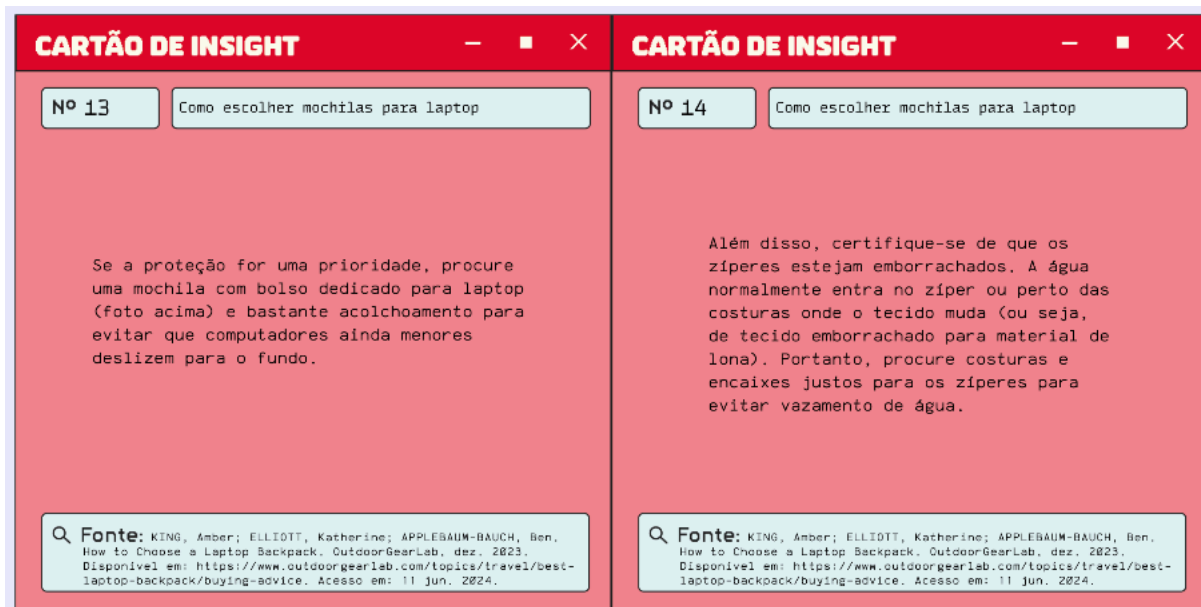 CARTÃO DE INSIGHT
Nº 13
Como escolher mochilas para laptop
Se a proteção for uma prioridade, procure
uma mochila com bolso dedicado para laptop
(foto acima) e bastante acolchoamento para
evitar que computadores ainda menores
deslizem para o fundo.
Fonte: KING, Amber; ELLIOTT, Katherine; APPLEBAUM-BAUCH, Ben.
How to Choose a Laptop Backpack. OutdoorGearLab, dez. 2023.
Disponível em: https://www.outdoorgearlab.com/topics/travel/best-
laptop-backpack/buying-advice. Acesso em: 11 jun. 2024.
CARTÃO DE INSIGHT
Nº 14
Como escolher mochilas para laptop
Além disso, certifique-se de que os
zíperes estejam emborrachados. A água
normalmente entra no zíper ou perto das
costuras onde o tecido muda (ou seja,
de tecido emborrachado para material de
lona). Portanto, procure costuras e
encaixes justos para os zíperes para
evitar vazamento de água.
Fonte: KING, Amber; ELLIOTT, Katherine; APPLEBAUM-BAUCH, Ben.
How to Choose a Laptop Backpack. OutdoorGearLab, dez. 2023.
Disponível em: https://www.outdoorgearlab.com/topics/travel/best-
laptop-backpack/buying-advice. Acesso em: 11 jun. 2024.